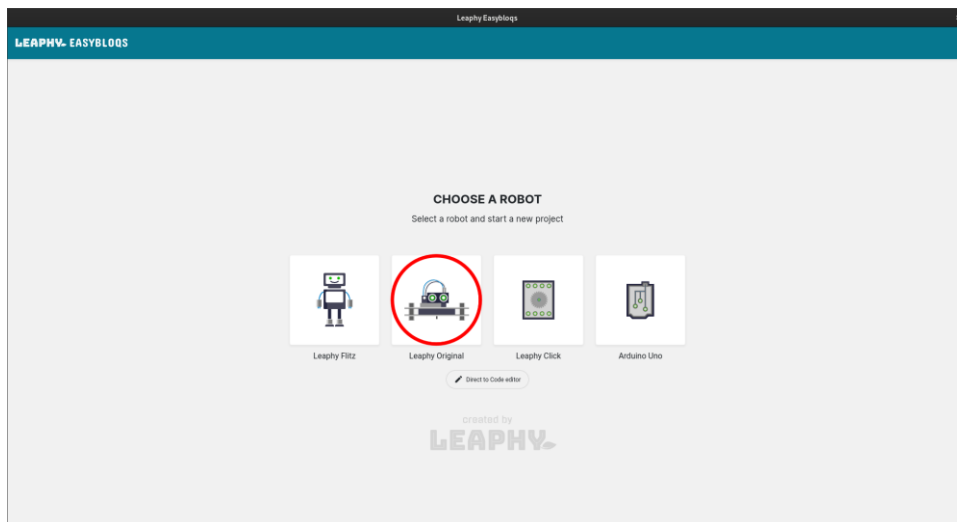 Leaphy Easybloqs
LEAPHY EASYBLOQS
CHOOSE A ROBOT
Select a robot and start a new project
Leaphy Flitz
Leaphy Original
Leaphy Click
Arduino Uno
Direct to Code editor
created by
LEAPHY